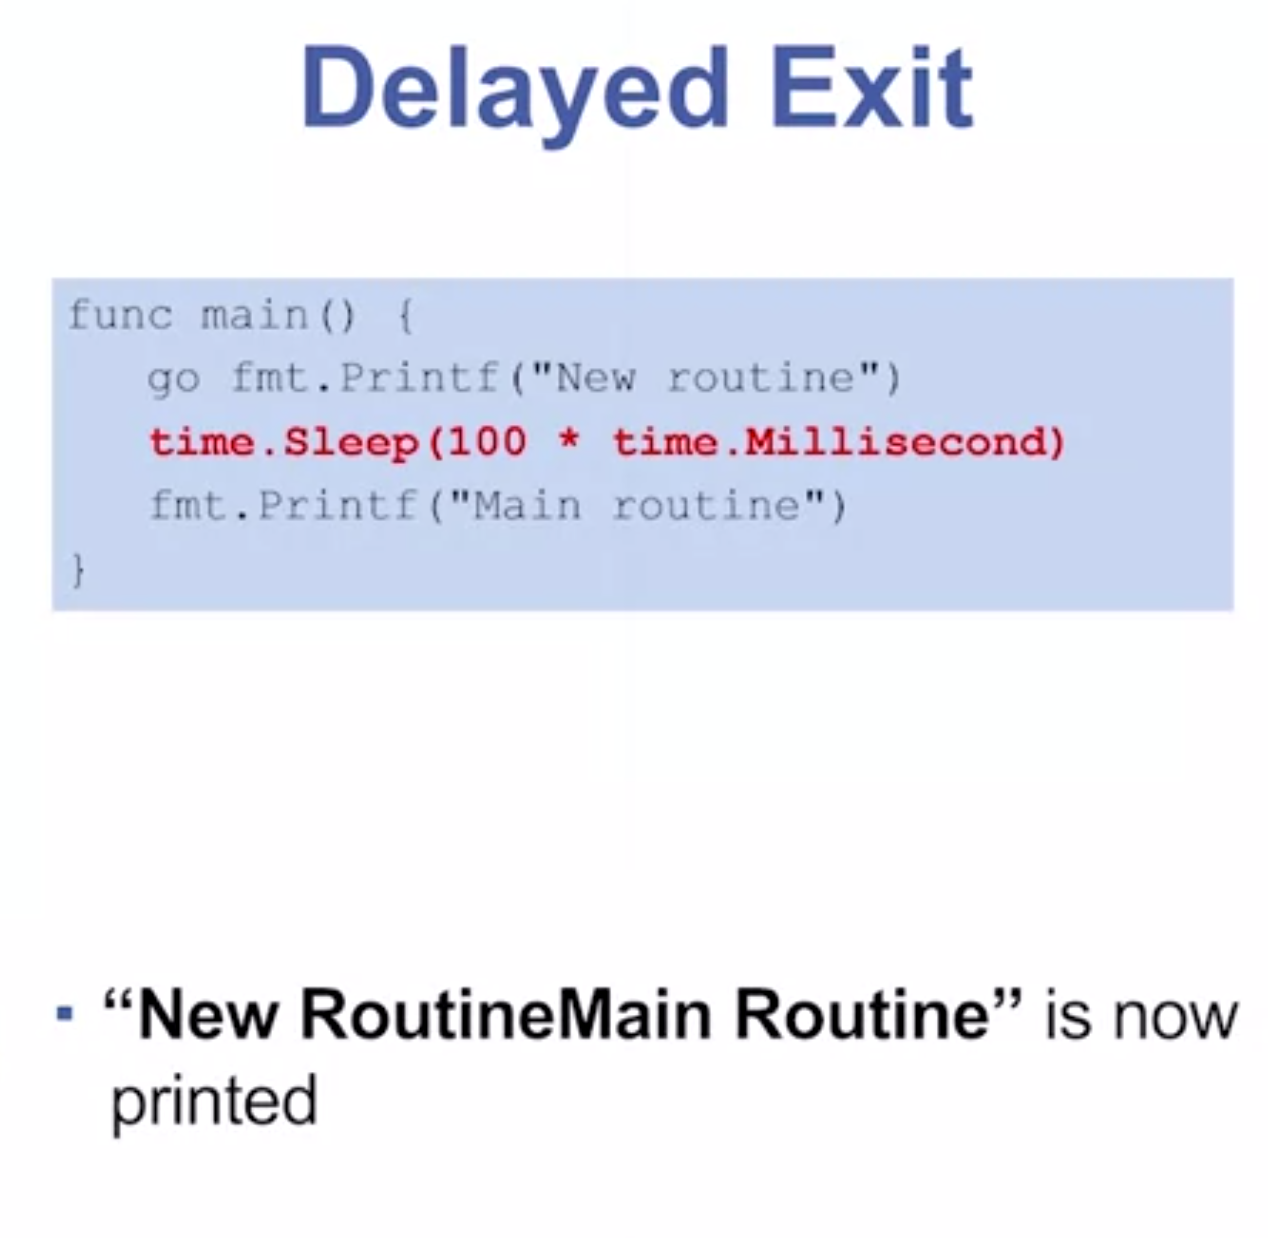 Delayed Exit
func main() {
go fmt.Printf("New routine")
time.Sleep(100 * time.Millisecond)
fmt.Printf("Main routine")
}
▪ “New RoutineMain Routine” is now
printed